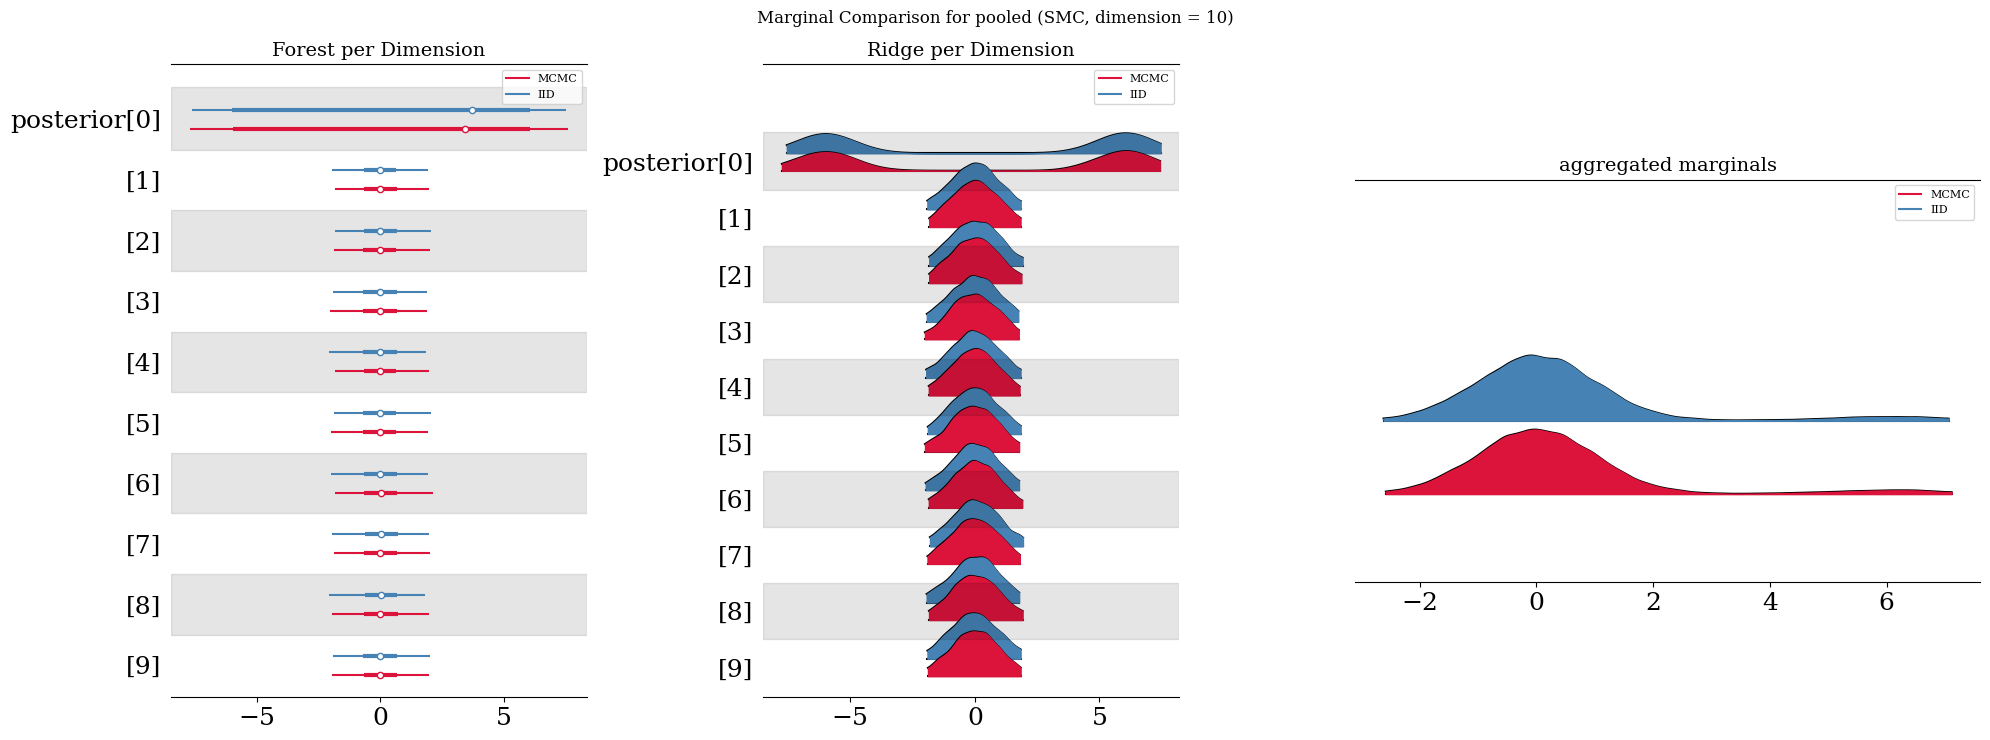 Marginal Comparison for pooled (SMC, dimension = 10)
Forest per Dimension
MCMC
IID
posterior[0]
[1]
[2]
[3]
[4]
[5]
[6]
[7]
[8]
[9]
−5 0 5
Ridge per Dimension
MCMC
IID
posterior[0]
[1]
[2]
[3]
[4]
[5]
[6]
[7]
[8]
[9]
−5 0 5
aggregated marginals
MCMC
IID
−2 0 2 4 6